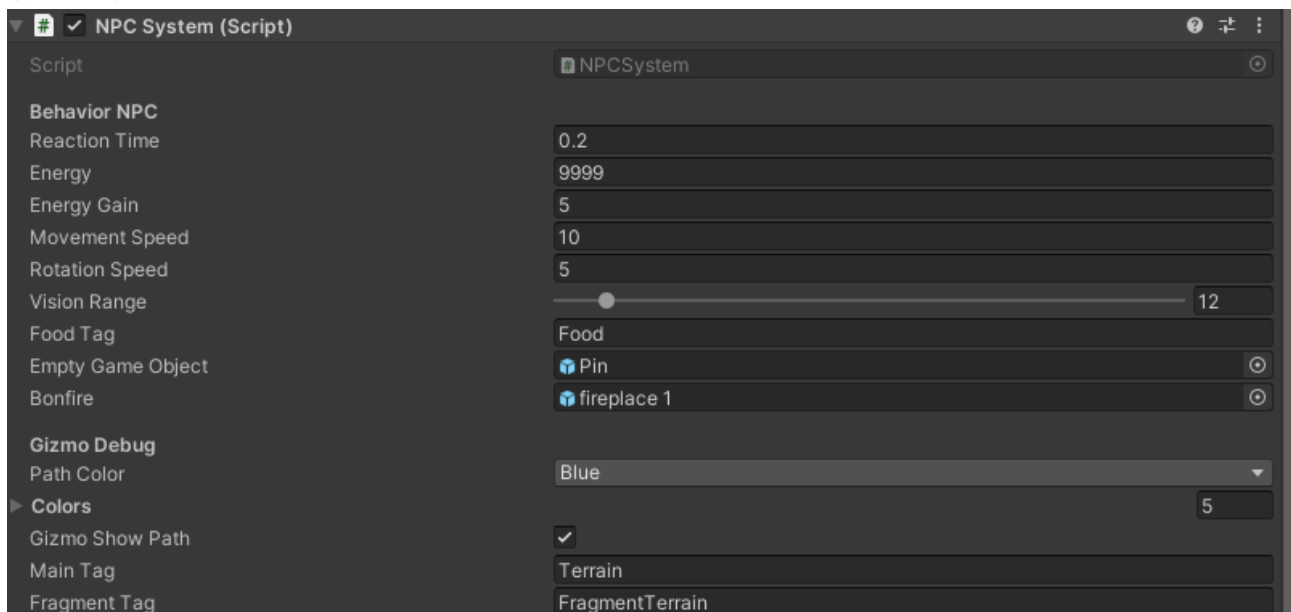 NPC System (Script)
Script NPCSystem
Behavior NPC
Reaction Time 0.2
Energy 9999
Energy Gain 5
Movement Speed 10
Rotation Speed 5
Vision Range 12
Food Tag Food
Empty Game Object Pin
Bonfire fireplace 1
Gizmo Debug
Path Color Blue
Colors 5
Gizmo Show Path
Main Tag Terrain
Fragment Tag FragmentTerrain